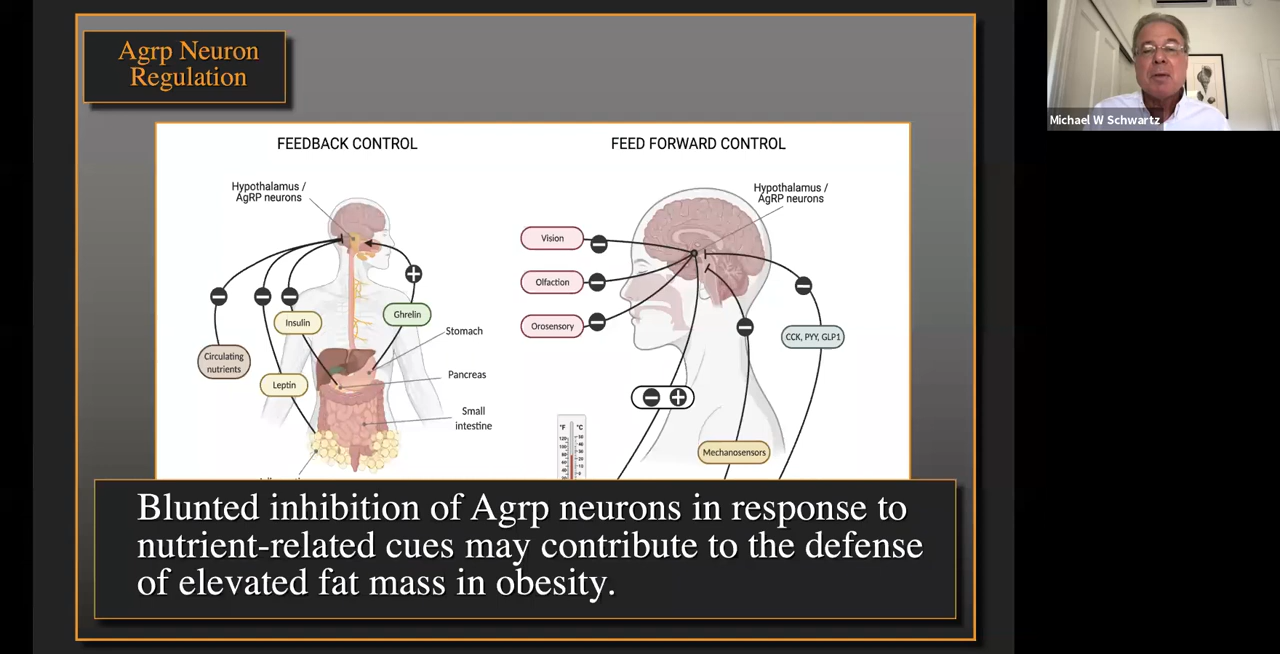 Agrp Neuron
Regulation
FEEDBACK CONTROL
Hypothalamus /
AgRP neurons
Insulin
Ghrelin
Circulating
nutrients
Leptin
Stomach
Pancreas
Small
intestine
FEED FORWARD CONTROL
Hypothalamus /
AgRP neurons
Vision
Olfaction
Orosensory
CCK, PYY, GLP1
Mechanosensors
°F
°C
Blunted inhibition of Agrp neurons in response to
nutrient-related cues may contribute to the defense
of elevated fat mass in obesity.
Michael W Schwartz